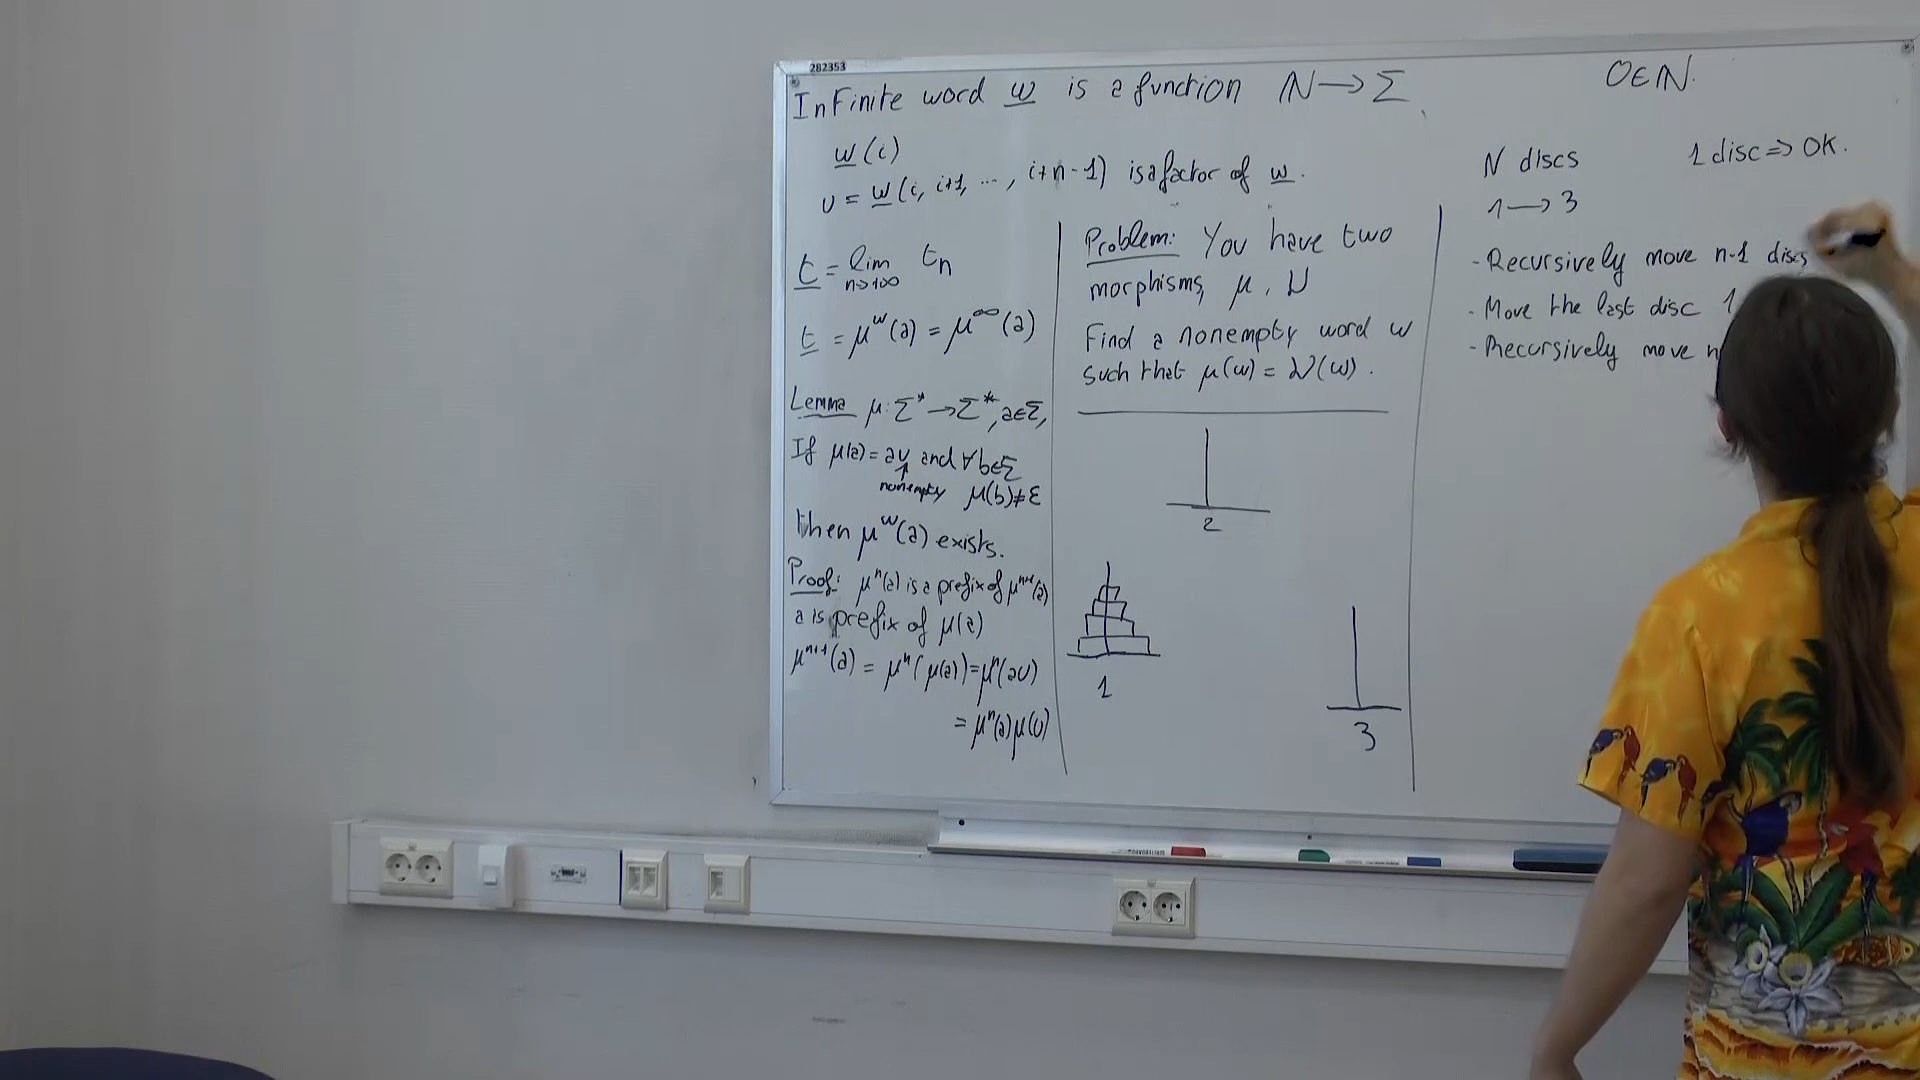 282353
Infinite word w is a function N → Σ
0∈N.
w(i)
u = w(i, i+1, ..., i+n-1) is a factor of w.
t = lim tn
n→+∞
t = μ^ω(a) = μ^∞(a)
Lemma μ: Σ* → Σ*, a∈Σ,
If μ(a) = av and ∀b∈Σ
nonempty μ(b)≠ε
then μ^ω(a) exists.
Proof: μ^n(a) is a prefix of μ^n+1(a)
a is prefix of μ(a)
μ^n+1(a) = μ^n(μ(a)) = μ^n(av)
= μ^n(a)μ(v)
Problem: You have two
morphisms, μ, ν
Find a nonempty word w
such that μ(w) = ν(w).
2
1
3
N discs
1 disc => OK.
1 → 3
- Recursively move n-1 discs
- Move the last disc 1
- Recursively move n